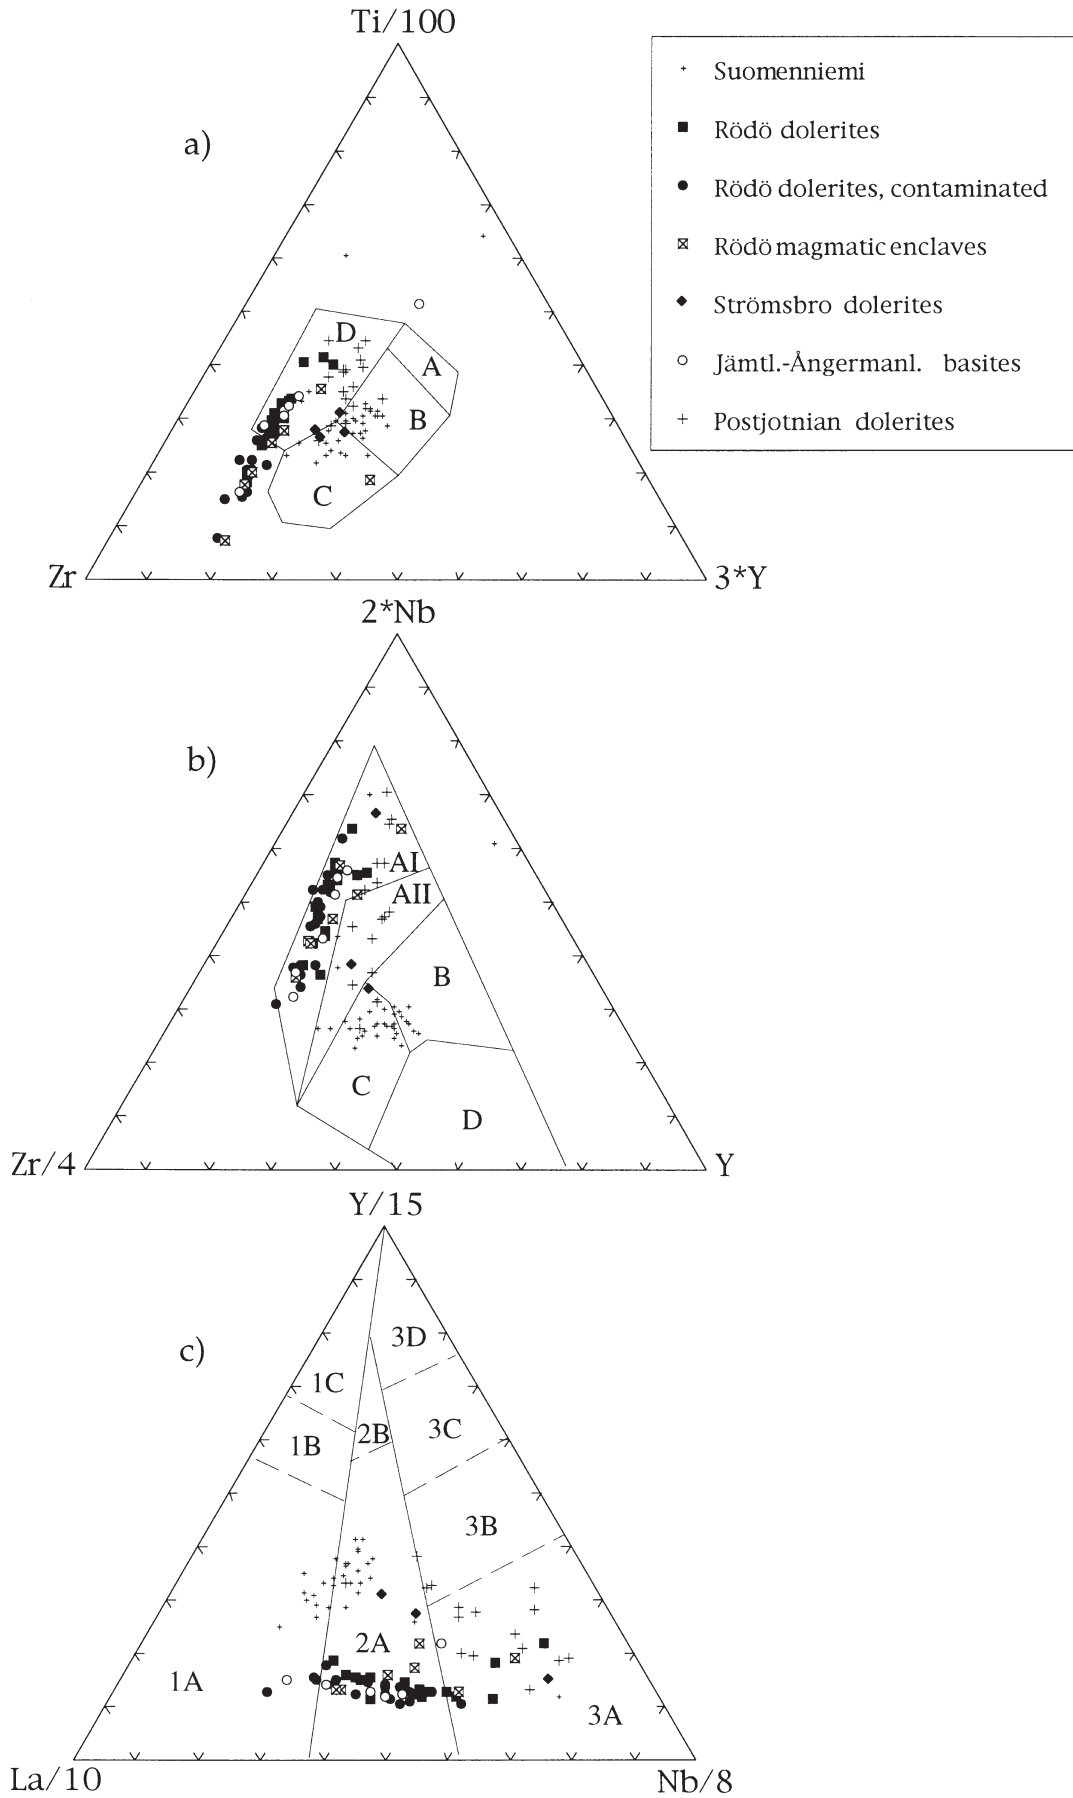 Ti/100
a)
Suomenniemi
Rödö dolerites
Rödö dolerites, contaminated
Rödö magmatic enclaves
Strömsbro dolerites
Jämtl.-Ångermanl. basites
Postjotnian dolerites
D
A
B
C
Zr
3*Y
2*Nb
b)
AI
AII
B
C
D
Zr/4
Y
Y/15
c)
3D
1C
2B
3C
1B
3B
2A
1A
3A
La/10
Nb/8